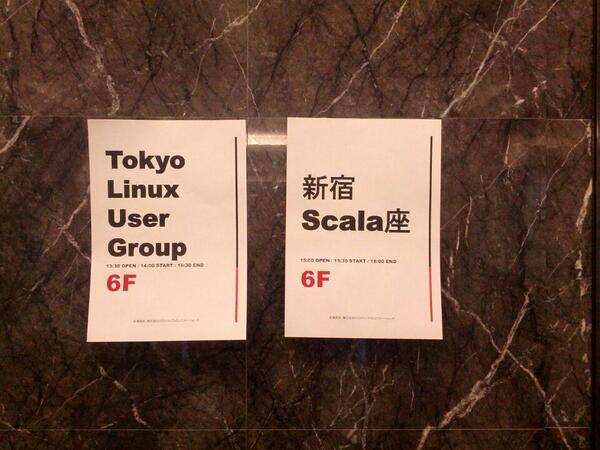 Tokyo
Linux
User
Group
13:30 OPEN / 14:00 START / 16:30 END
6F
新宿
Scala座
15:00 OPEN / 15:30 START / 18:00 END
6F